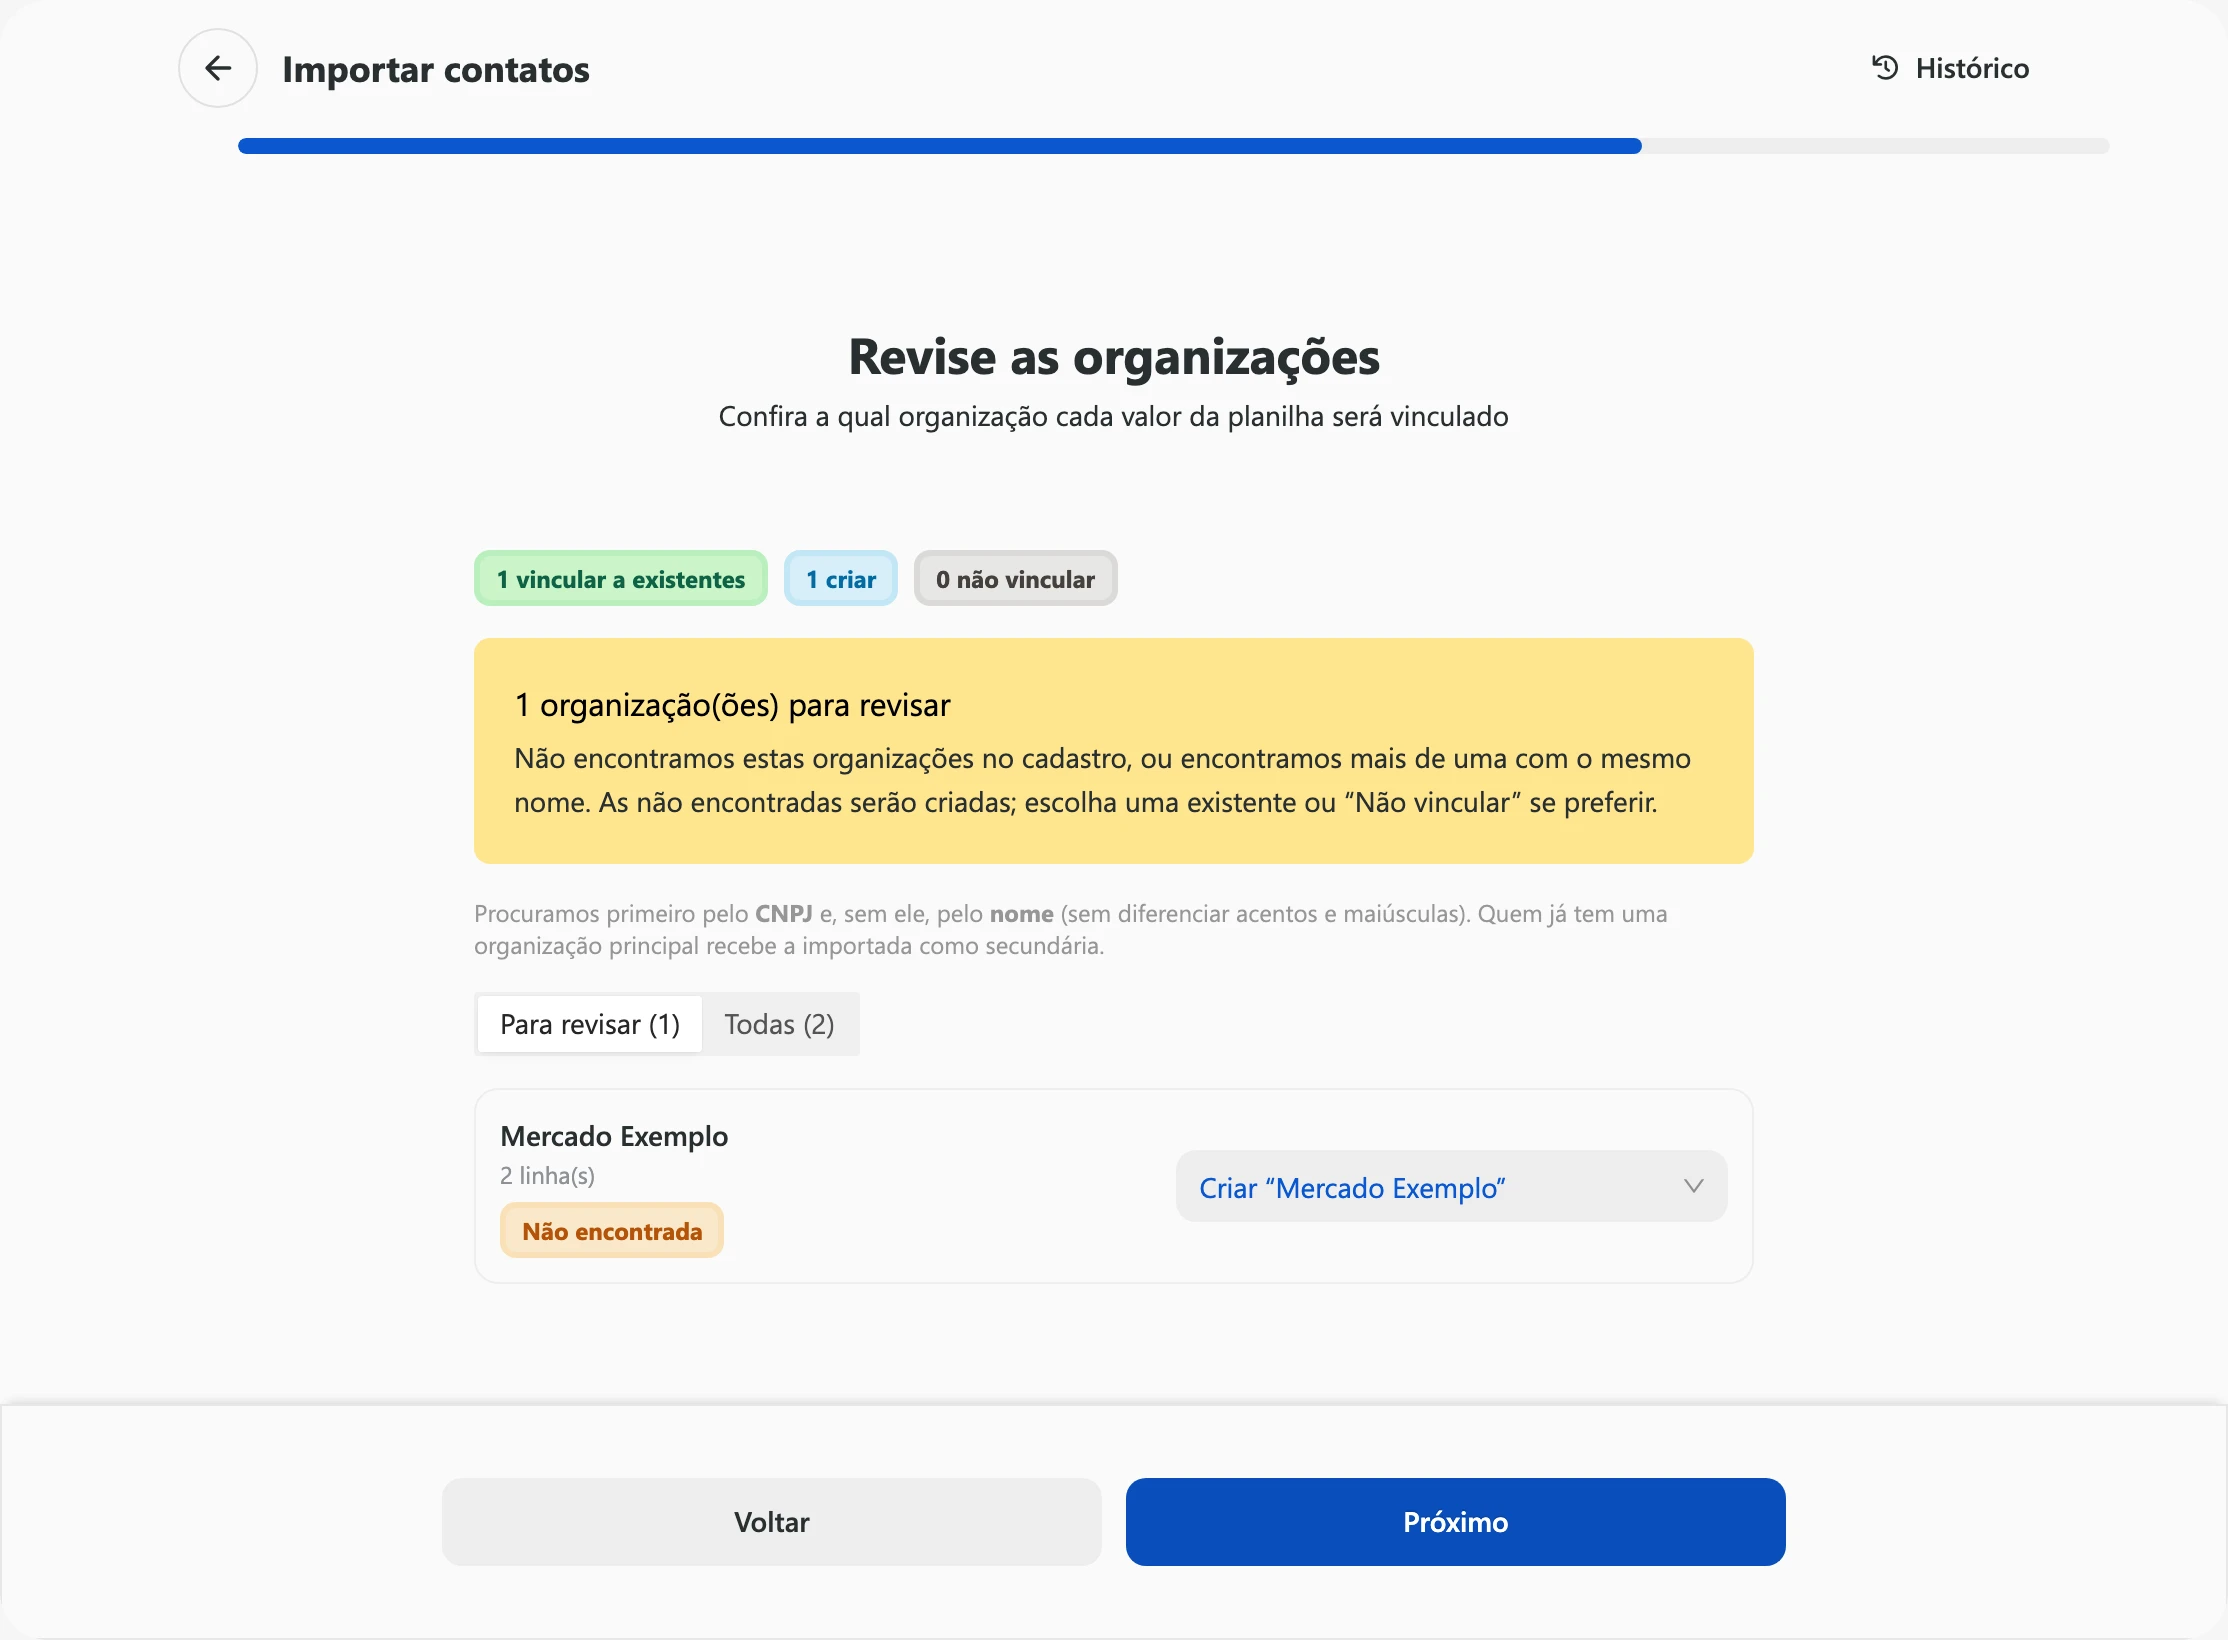 Importar contatos
Histórico
Revise as organizações
Confira a qual organização cada valor da planilha será vinculado
1 vincular a existentes
1 criar
0 não vincular
1 organização(ões) para revisar
Não encontramos estas organizações no cadastro, ou encontramos mais de uma com o mesmo
nome. As não encontradas serão criadas; escolha uma existente ou “Não vincular” se preferir.
Procuramos primeiro pelo CNPJ e, sem ele, pelo nome (sem diferenciar acentos e maiúsculas). Quem já tem uma
organização principal recebe a importada como secundária.
Para revisar (1)
Todas (2)
Mercado Exemplo
2 linha(s)
Não encontrada
Criar “Mercado Exemplo”
Voltar
Próximo